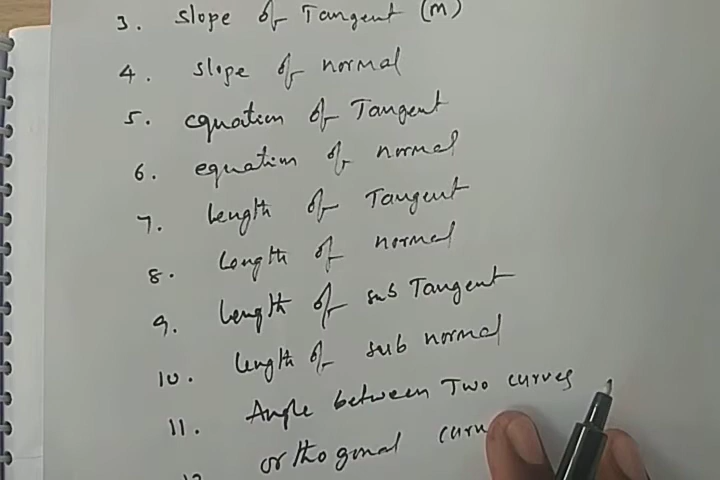 3. slope of Tangent (m)
4. slope of normal
5. equation of Tangent
6. equation of normal
7. length of Tangent
8. length of normal
9. length of sub Tangent
10. length of sub normal
11. Angle between Two curves
12. orthogonal curv